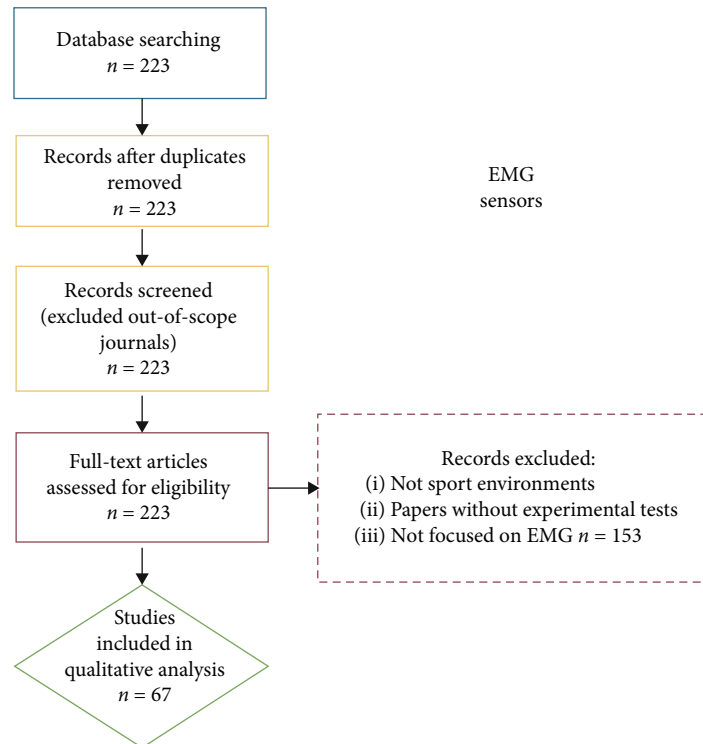 Database searching
n = 223
Records after duplicates
removed
n = 223
EMG
sensors
Records screened
(excluded out-of-scope
journals)
n = 223
Full-text articles
assessed for eligibility
n = 223
Records excluded:
(i) Not sport environments
(ii) Papers without experimental tests
(iii) Not focused on EMG n = 153
Studies
included in
qualitative analysis
n = 67